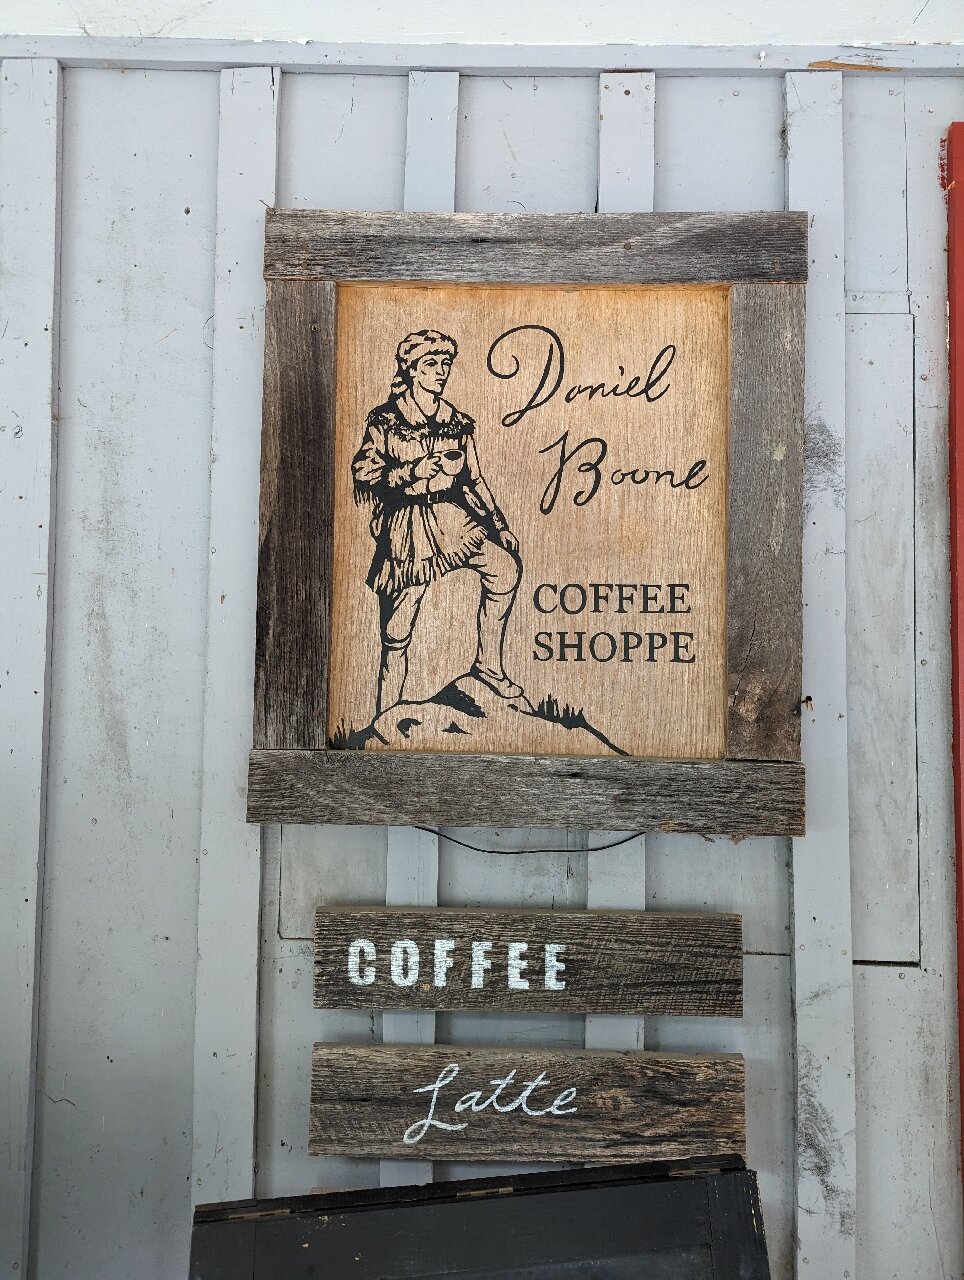 Daniel
Boone
COFFEE
SHOPPE
COFFEE
Latte